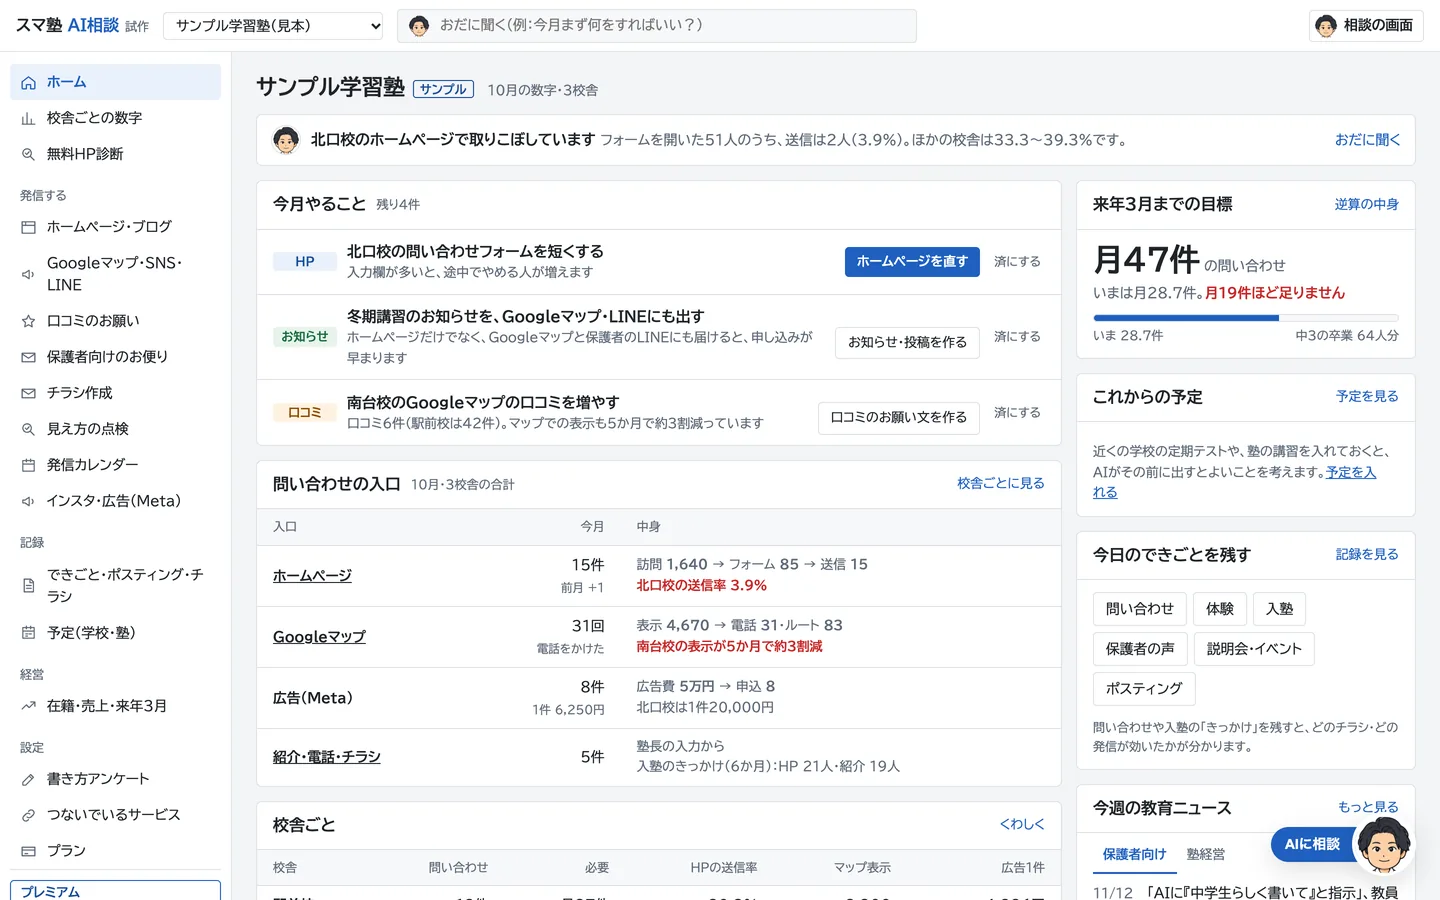 スマ塾 AI相談 試作
サンプル学習塾(見本)
おだに聞く(例:今月まず何をすればいい?)
相談の画面
ホーム
校舎ごとの数字
無料HP診断
発信する
ホームページ・ブログ
Googleマップ・SNS・
LINE
口コミのお願い
保護者向けのお便り
チラシ作成
見え方の点検
発信カレンダー
インスタ・広告(Meta)
記録
できごと・ポスティング・チ
ラシ
予定(学校・塾)
経営
在籍・売上・来年3月
設定
書き方アンケート
つないでいるサービス
プラン
プレミアム
サンプル学習塾 サンプル 10月の数字・3校舎
北口校のホームページで取りこぼしています フォームを開いた51人のうち、送信は2人(3.9%)。ほかの校舎は33.3〜39.3%です。
おだに聞く
今月やること 残り4件
HP
北口校の問い合わせフォームを短くする
入力欄が多いと、途中でやめる人が増えます
ホームページを直す
済にする
お知らせ
冬期講習のお知らせを、Googleマップ・LINEにも出す
ホームページだけでなく、Googleマップと保護者のLINEにも届けると、申し込みが
早まります
お知らせ・投稿を作る
済にする
口コミ
南台校のGoogleマップの口コミを増やす
口コミ6件(駅前校は42件)。マップでの表示も5か月で約3割減っています
口コミのお願い文を作る
済にする
問い合わせの入口 10月・3校舎の合計
校舎ごとに見る
入口 今月 中身
ホームページ
15件
前月 +1
訪問 1,640 → フォーム 85 → 送信 15
北口校の送信率 3.9%
Googleマップ
31回
電話をかけた
表示 4,670 → 電話 31・ルート 83
南台校の表示が5か月で約3割減
広告(Meta)
8件
1件 6,250円
広告費 5万円 → 申込 8
北口校は1件20,000円
紹介・電話・チラシ
5件
塾長の入力から
入塾のきっかけ(6か月):HP 21人・紹介 19人
校舎ごと
くわしく
校舎 問い合わせ 必要 HPの送信率 マップ表示 広告1件
来年3月までの目標
逆算の中身
月47件 の問い合わせ
いまは月28.7件。月19件ほど足りません
いま 28.7件
中3の卒業 64人分
これからの予定
予定を見る
近くの学校の定期テストや、塾の講習を入れておくと、
AIがその前に出すとよいことを考えます。予定を入
れる
今日のできごとを残す
記録を見る
問い合わせ
体験
入塾
保護者の声
説明会・イベント
ポスティング
問い合わせや入塾の「きっかけ」を残すと、どのチラシ・どの
発信が効いたかが分かります。
今週の教育ニュース
もっと見る
保護者向け
塾経営
AIに相談
11/12 「AIに『中学生らしく書いて』と指示」、教員